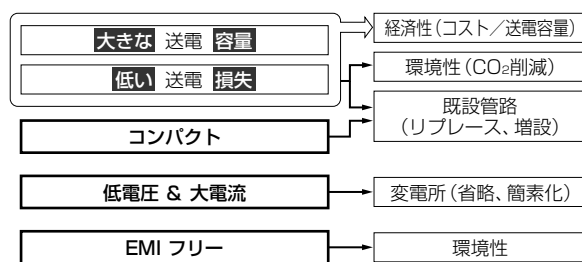 大きな 送電 容量
低い 送電 損失
コンパクト
低電圧 & 大電流
EMI フリー
経済性(コスト/送電容量)
環境性(CO2削減)
既設管路
(リプレース、増設)
変電所(省略、簡素化)
環境性